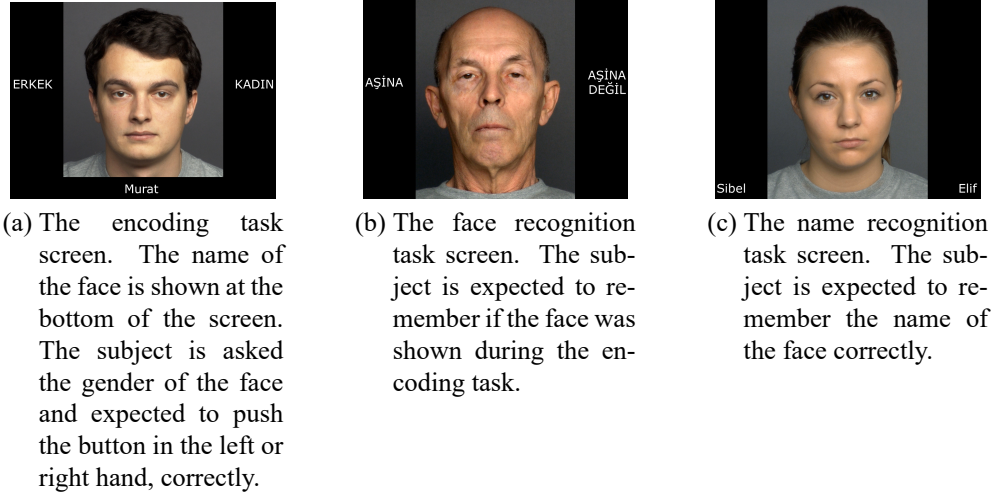 ERKEK
KADIN
Murat
AŞİNA
AŞİNA
DEĞİL
Sibel
Elif
(a) The encoding task
screen. The name of
the face is shown at the
bottom of the screen.
The subject is asked
the gender of the face
and expected to push
the button in the left or
right hand, correctly.
(b) The face recognition
task screen. The sub-
ject is expected to re-
member if the face was
shown during the en-
coding task.
(c) The name recognition
task screen. The sub-
ject is expected to re-
member the name of
the face correctly.